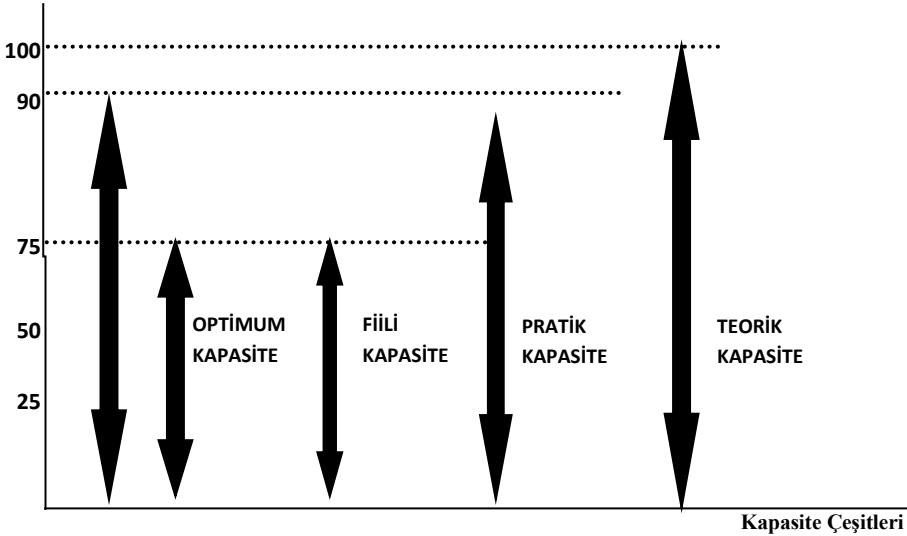 100
90
75
50
25
OPTİMUM
KAPASİTE
FİİLİ
KAPASİTE
PRATİK
KAPASİTE
TEORİK
KAPASİTE
Kapasite Çeşitleri